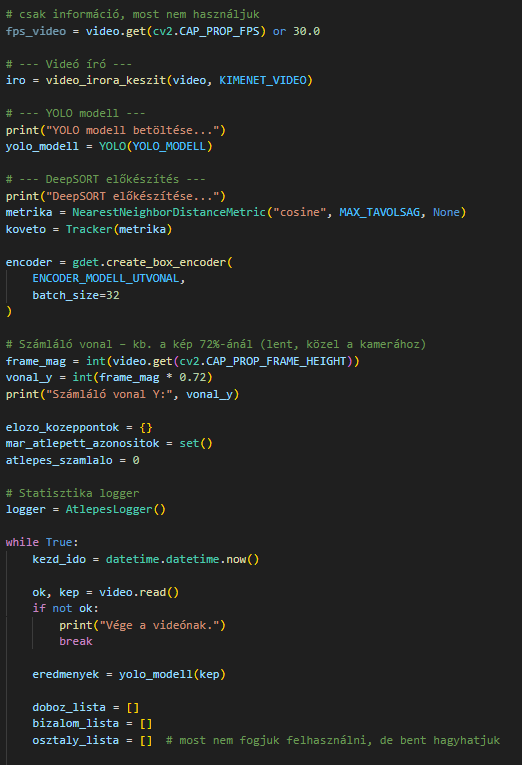 # csak információ, most nem használjuk
fps_video = video.get(cv2.CAP_PROP_FPS) or 30.0
# --- Videó író ---
iro = video_irora_keszit(video, KIMENET_VIDEO)
# --- YOLO modell ---
print("YOLO modell betöltése...")
yolo_modell = YOLO(YOLO_MODELL)
# --- DeepSORT előkészítés ---
print("DeepSORT előkészítése...")
metrika = NearestNeighborDistanceMetric("cosine", MAX_TAVOLSAG, None)
koveto = Tracker(metrika)
encoder = gdet.create_box_encoder(
    ENCODER_MODELL_UTVONAL,
    batch_size=32
)
# Számláló vonal – kb. a kép 72%-ánál (lent, közel a kamerához)
frame_mag = int(video.get(cv2.CAP_PROP_FRAME_HEIGHT))
vonal_y = int(frame_mag * 0.72)
print("Számláló vonal Y:", vonal_y)
elozo_kozeppontok = {}
mar_atlepett_azonositok = set()
atlepes_szamlalo = 0
# Statisztika logger
logger = AtlepesLogger()
while True:
    kezd_ido = datetime.datetime.now()
    ok, kep = video.read()
    if not ok:
        print("Vége a videónak.")
        break
    eredmenyek = yolo_modell(kep)
    doboz_lista = []
    bizalom_lista = []
    osztaly_lista = []  # most nem fogjuk felhasználni, de bent hagyhatjuk